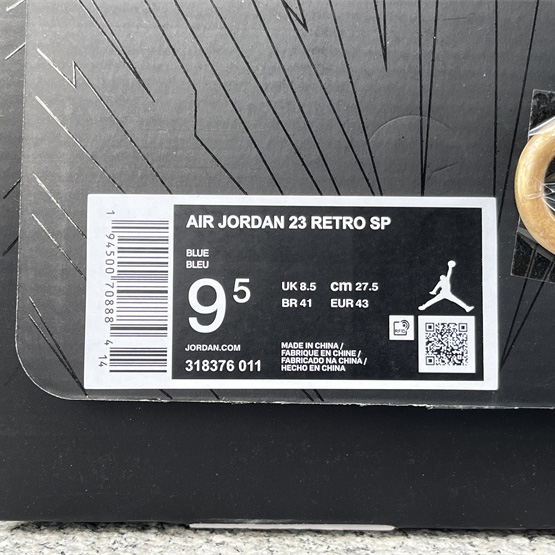 AIR JORDAN 23 RETRO SP
BLUE
BLEU
9 5
UK 8.5 cm 27.5
BR 41 EUR 43
JORDAN.COM
318376 011
MADE IN CHINA /
FABRIQUE EN CHINE /
FABRICADO NA CHINA /
HECHO EN CHINA
RFID
1 94500 70888 414